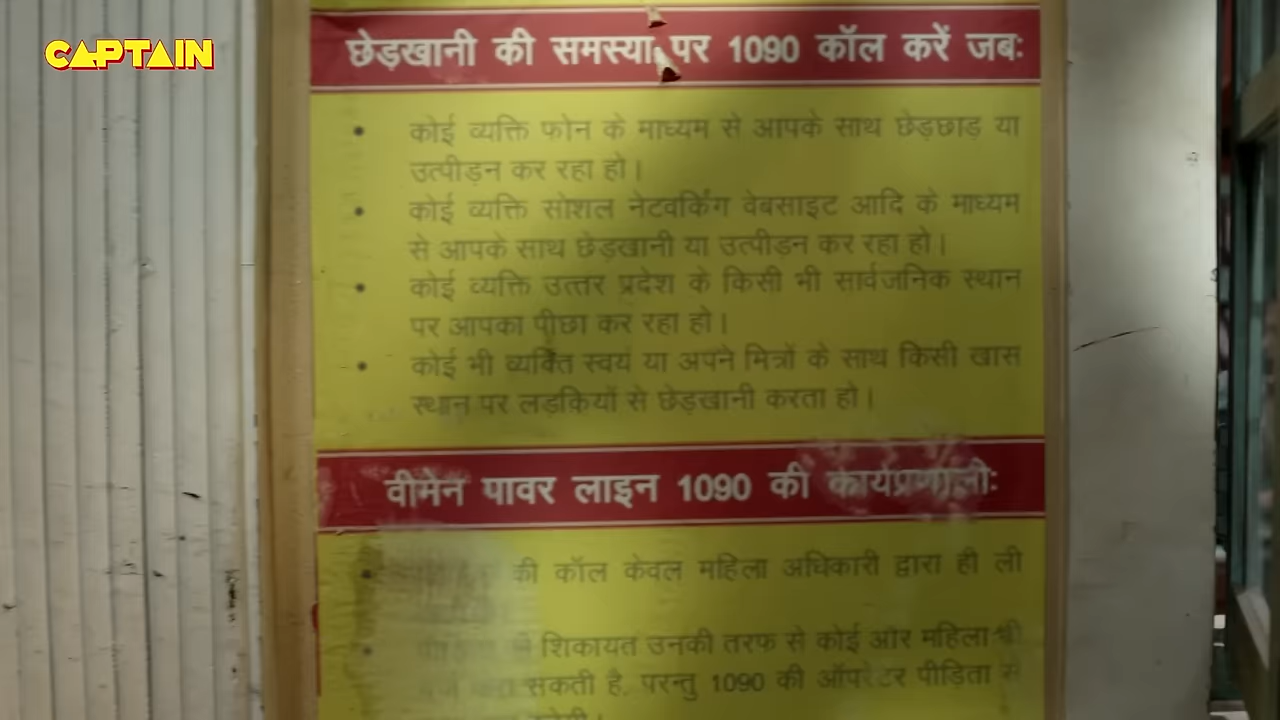 CAPTAIN
छेड़खानी की समस्या पर 1090 कॉल करें जबः
• कोई व्यक्ति फोन के माध्यम से आपके साथ छेड़छाड़ या
उत्पीड़न कर रहा हो।
• कोई व्यक्ति सोशल नेटवर्किंग वेबसाइट आदि के माध्यम
से आपके साथ छेड़खानी या उत्पीड़न कर रहा हो।
• कोई व्यक्ति उत्तर प्रदेश के किसी भी सार्वजनिक स्थान
पर आपका पीछा कर रहा हो।
• कोई भी व्यक्ति स्वयं या अपने मित्रों के साथ किसी खास
स्थान पर लड़कियों से छेड़खानी करता हो।
वीमेन पावर लाइन 1090 की कार्यप्रणालीः
• की कॉल केवल महिला अधिकारी द्वारा ही ली
• शिकायत उनकी तरफ से कोई और महिला भी
सकती है, परन्तु 1090 की ऑपरेटर पीड़िता से